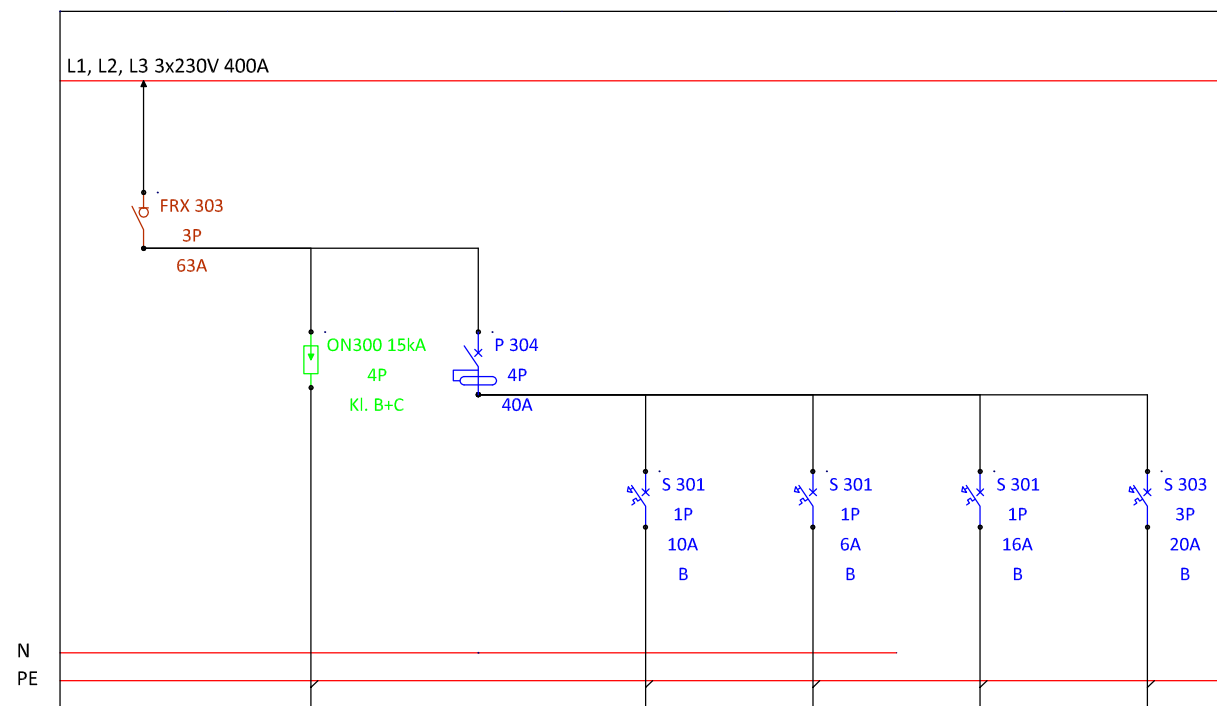 L1, L2, L3 3x230V 400A
FRX 303
3P
63A
ON300 15kA
4P
Kl. B+C
P 304
4P
40A
S 301
1P
10A
B
S 301
1P
6A
B
S 301
1P
16A
B
S 303
3P
20A
B
N
PE